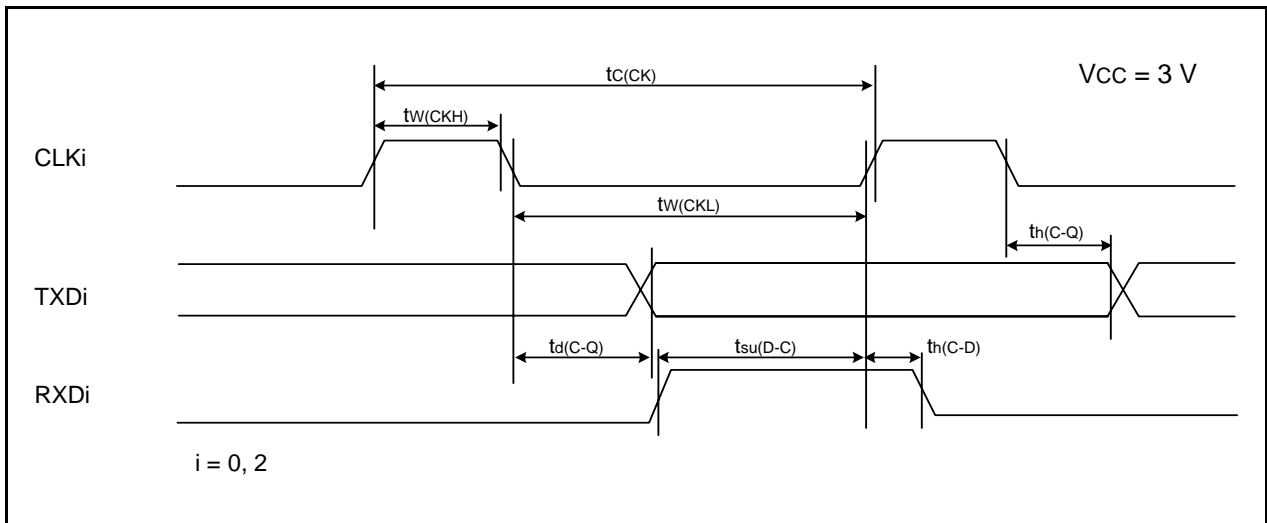 tC(CK)
VCC = 3 V
tW(CKH)
CLKi
tW(CKL)
th(C-Q)
TXDi
td(C-Q)
tsu(D-C)
th(C-D)
RXDi
i = 0, 2